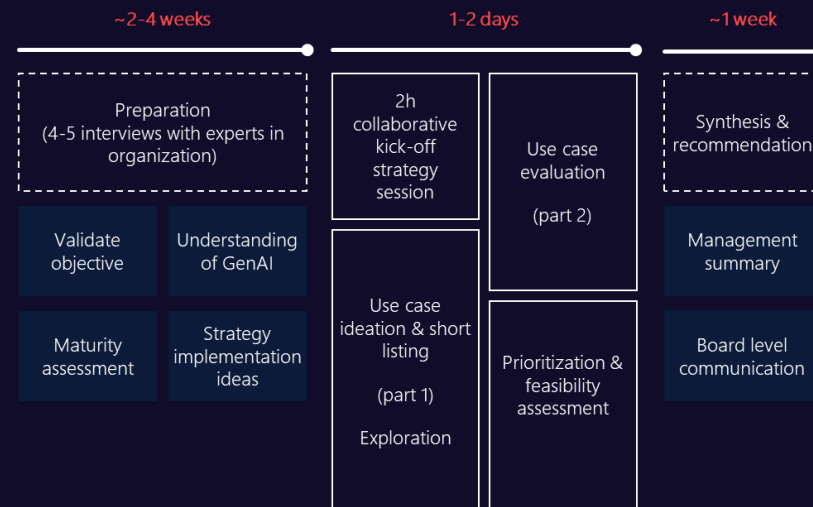 ~2-4 weeks
Preparation
(4-5 interviews with experts in
organization)
Validate
objective
Understanding
of GenAI
Maturity
assessment
Strategy
implementation
ideas
1-2 days
2h
collaborative
kick-off
strategy
session
Use case
ideation & short
listing
(part 1)
Exploration
Use case
evaluation
(part 2)
Prioritization &
feasibility
assessment
~1 week
Synthesis &
recommendation
Management
summary
Board level
communication